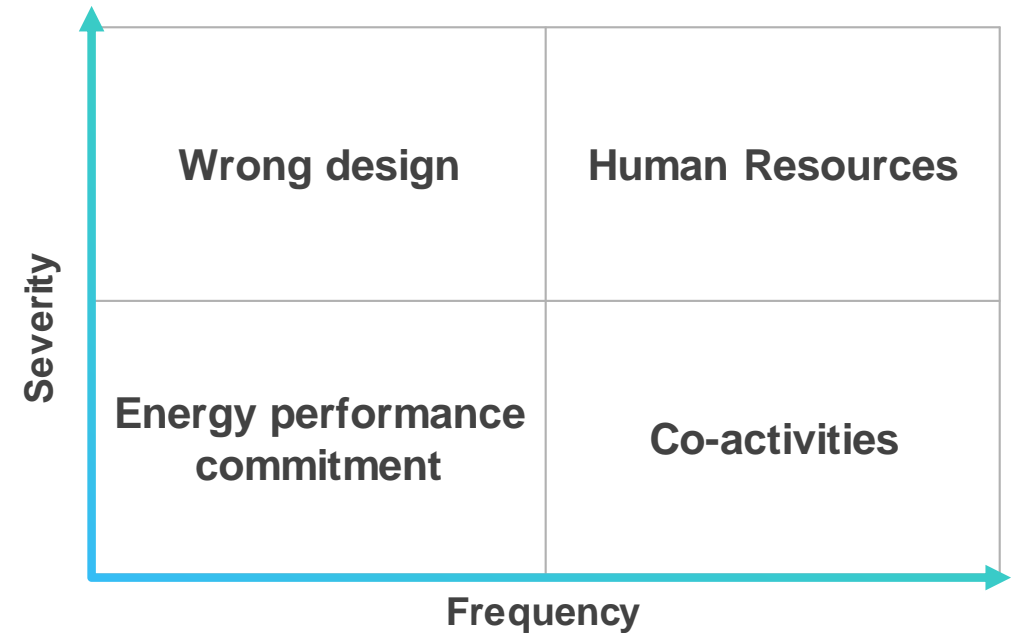 Severity
Wrong design
Human Resources
Energy performance
commitment
Co-activities
Frequency